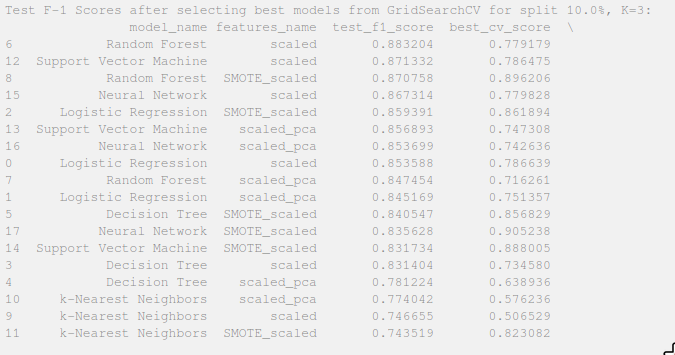 Test F-1 Scores after selecting best models from GridSearchCV for split 10.0%, K=3:
model_name features_name test_f1_score best_cv_score \
6 Random Forest scaled 0.883204 0.779179
12 Support Vector Machine scaled 0.871332 0.786475
8 Random Forest SMOTE_scaled 0.870758 0.896206
15 Neural Network scaled 0.867314 0.779828
2 Logistic Regression SMOTE_scaled 0.859391 0.861894
13 Support Vector Machine scaled_pca 0.856893 0.747308
16 Neural Network scaled_pca 0.853699 0.742636
0 Logistic Regression scaled 0.853588 0.786639
7 Random Forest scaled_pca 0.847454 0.716261
1 Logistic Regression scaled_pca 0.845169 0.751357
5 Decision Tree SMOTE_scaled 0.840547 0.856829
17 Neural Network SMOTE_scaled 0.835628 0.905238
14 Support Vector Machine SMOTE_scaled 0.831734 0.888005
3 Decision Tree scaled 0.831404 0.734580
4 Decision Tree scaled_pca 0.781224 0.638936
10 k-Nearest Neighbors scaled_pca 0.774042 0.576236
9 k-Nearest Neighbors scaled 0.746655 0.506529
11 k-Nearest Neighbors SMOTE_scaled 0.743519 0.823082